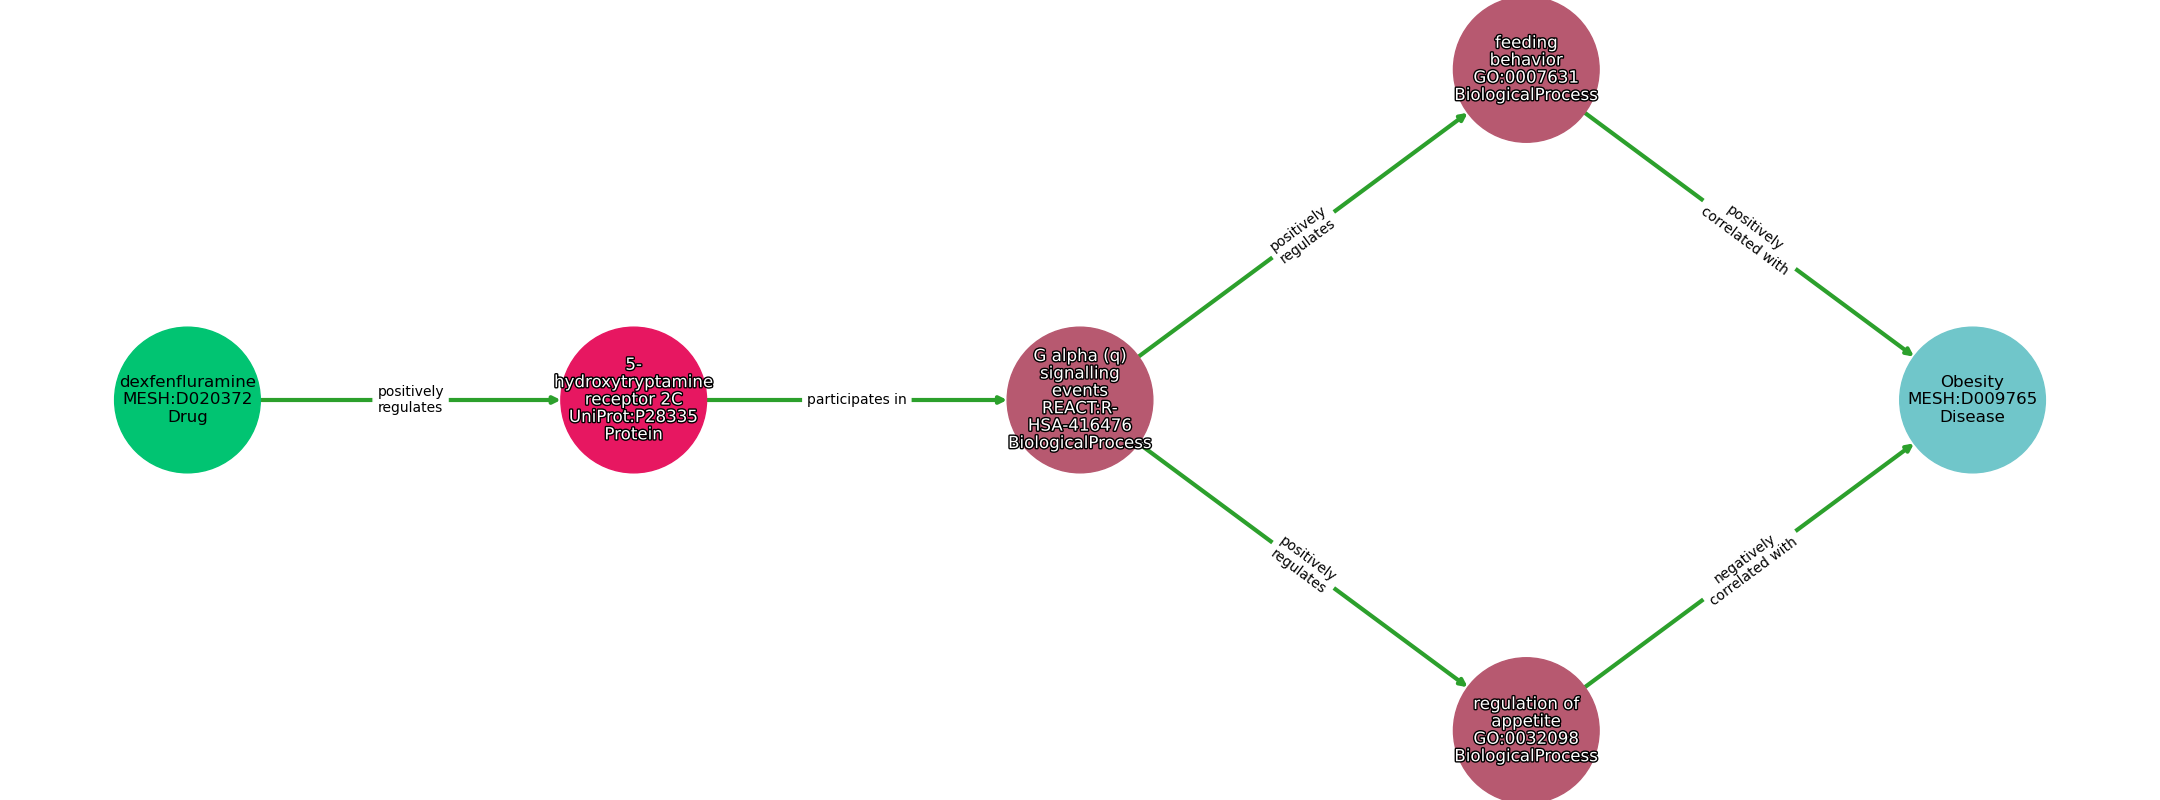 dexfenfluramine
MESH:D020372
Drug
positively
regulates
5-
hydroxytryptamine
receptor 2C
UniProt:P28335
Protein
participates in
G alpha (q)
signalling
events
REACT:R-
HSA-416476
BiologicalProcess
positively
regulates
feeding
behavior
GO:0007631
BiologicalProcess
positively
correlated with
positively
regulates
regulation of
appetite
GO:0032098
BiologicalProcess
negatively
correlated with
Obesity
MESH:D009765
Disease